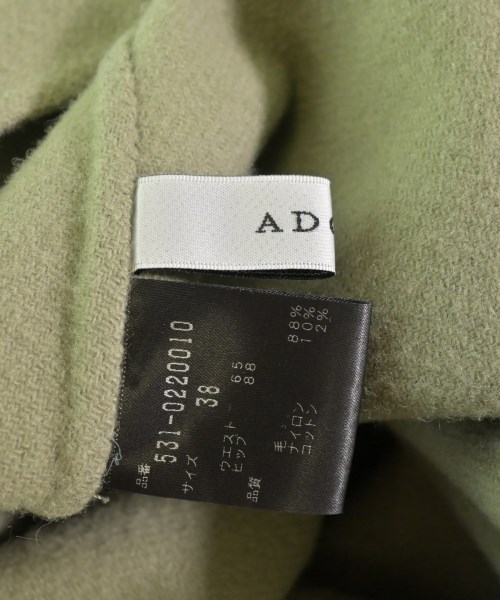 AD
品番 531-0220010
サイズ 38
ウエスト 65
ヒップ 88
品質 毛 88%
ナイロン 10%
コットン 2%